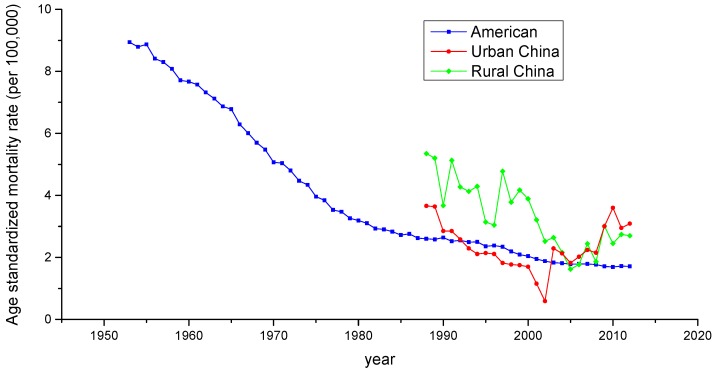 Age standardized mortality rate (per 100,000)
10
8
6
4
2
0
American
Urban China
Rural China
1950 1960 1970 1980 1990 2000 2010 2020
year